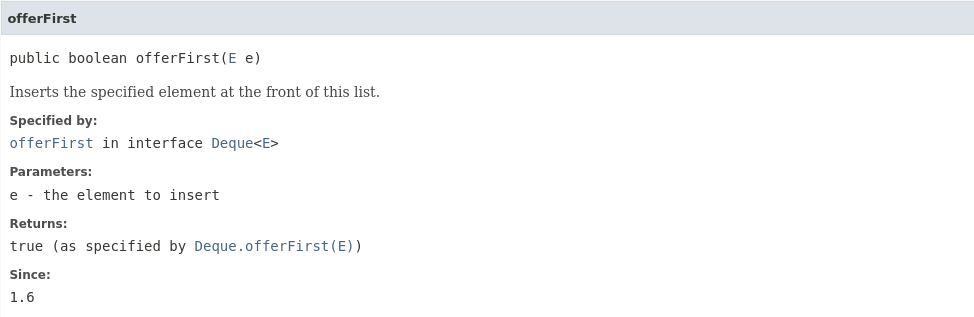 offerFirst
public boolean offerFirst(E e)
Inserts the specified element at the front of this list.
Specified by:
offerFirst in interface Deque<E>
Parameters:
e - the element to insert
Returns:
true (as specified by Deque.offerFirst(E))
Since:
1.6